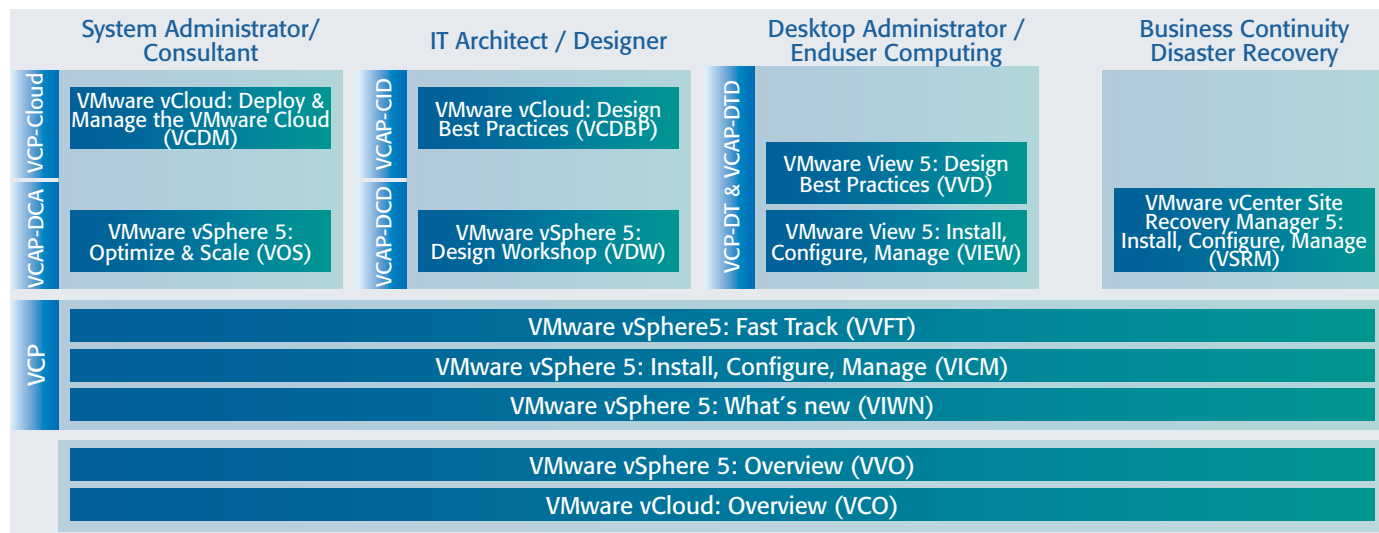 System Administrator/
Consultant
IT Architect / Designer
Desktop Administrator /
Enduser Computing
Business Continuity
Disaster Recovery
VCP-Cloud
VMware vCloud: Deploy &
Manage the VMware Cloud
(VCDM)
VCAP-CID
VMware vCloud: Design
Best Practices (VCDBP)
VCP-DT & VCAP-DTD
VMware View 5: Design
Best Practices (VVD)
VCAP-DCA
VMware vSphere 5:
Optimize & Scale (VOS)
VCAP-DCD
VMware vSphere 5:
Design Workshop (VDW)
VMware View 5: Install,
Configure, Manage (VIEW)
VMware vCenter Site
Recovery Manager 5:
Install, Configure, Manage
(VSRM)
VCP
VMware vSphere5: Fast Track (VVFT)
VMware vSphere 5: Install, Configure, Manage (VICM)
VMware vSphere 5: What´s new (VIWN)
VMware vSphere 5: Overview (VVO)
VMware vCloud: Overview (VCO)